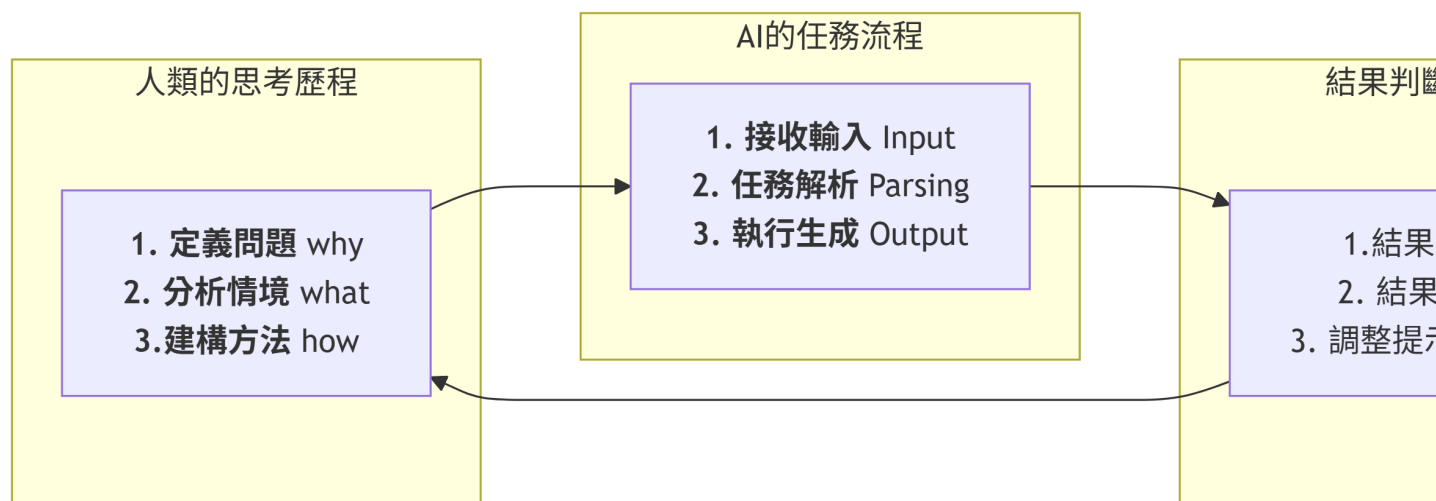 人類的思考歷程
1. 定義問題 why
2. 分析情境 what
3.建構方法 how
AI的任務流程
1. 接收輸入 Input
2. 任務解析 Parsing
3. 執行生成 Output
結果判斷
1.結果
2. 結果
3. 調整提示